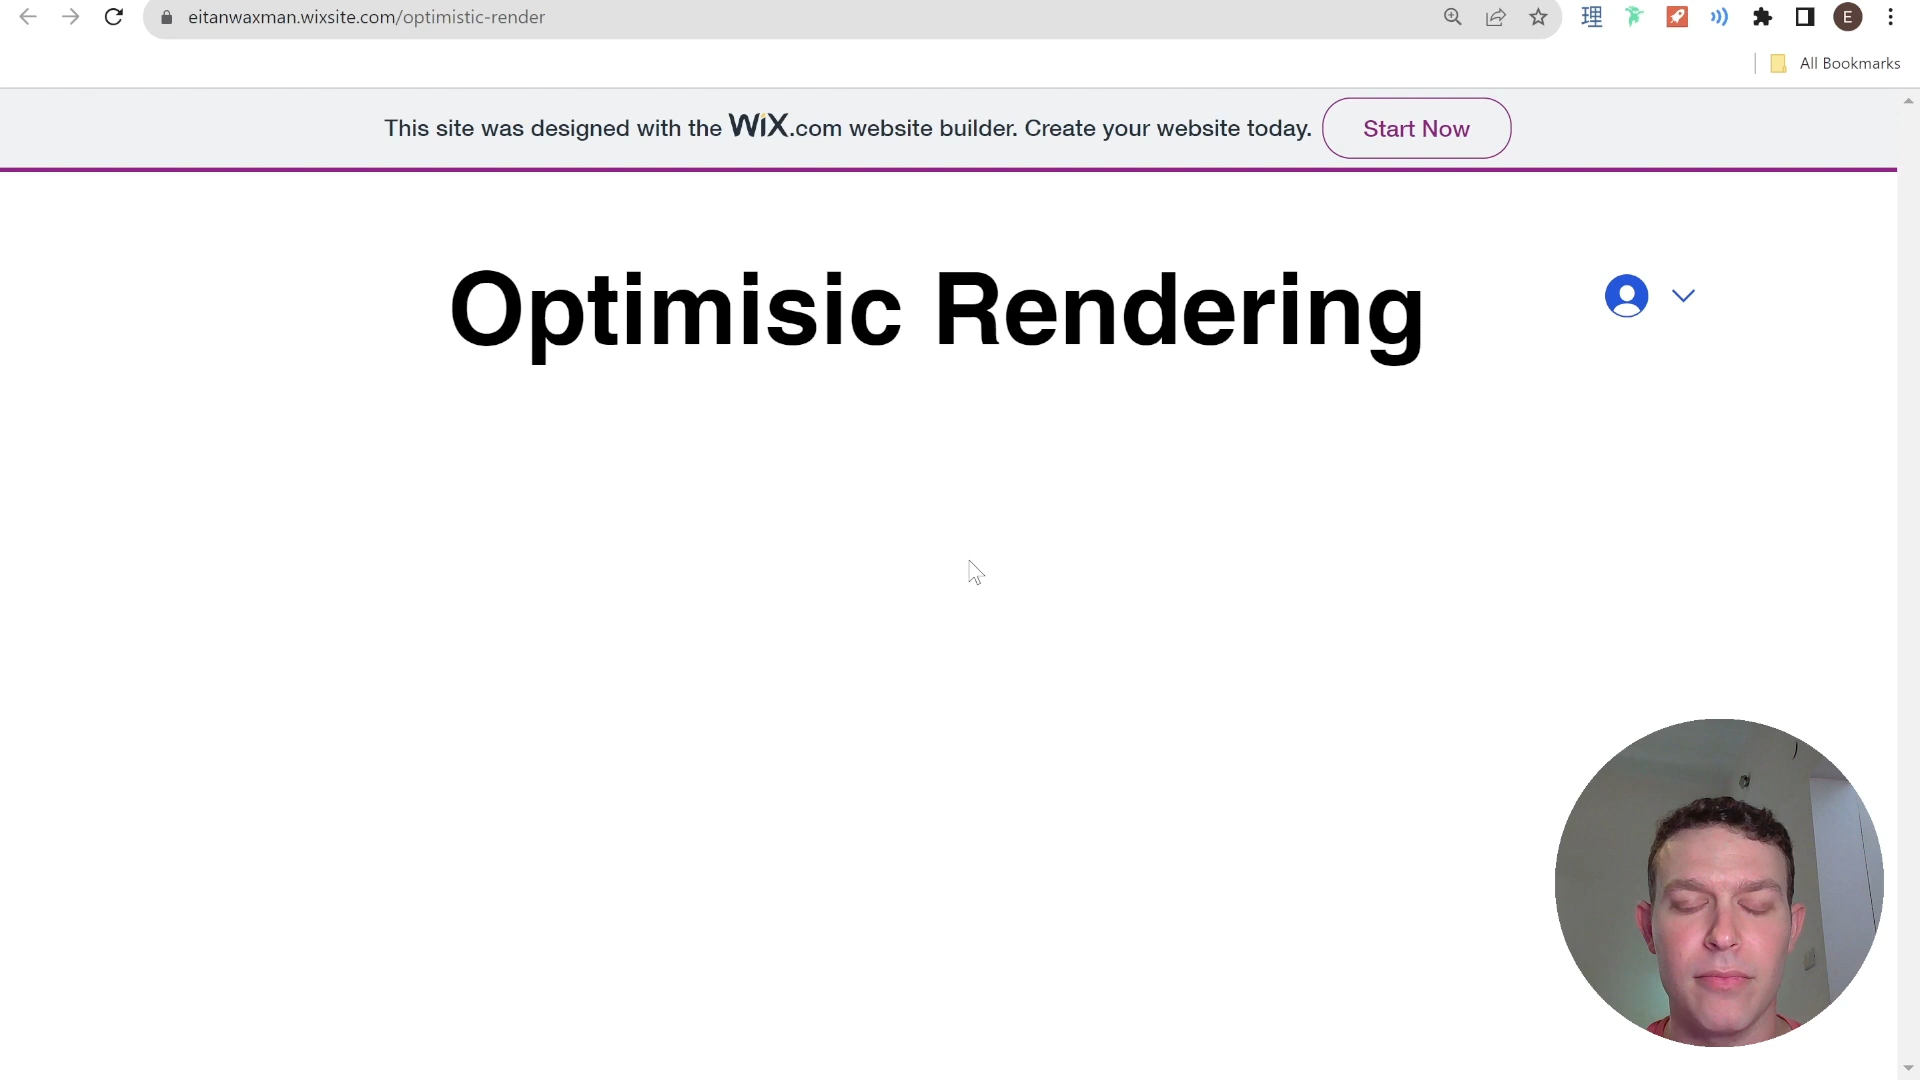 eitanwaxman.wixsite.com/optimistic-render
理
E
All Bookmarks
This site was designed with the WiX.com website builder. Create your website today.
Start Now
Optimisic Rendering